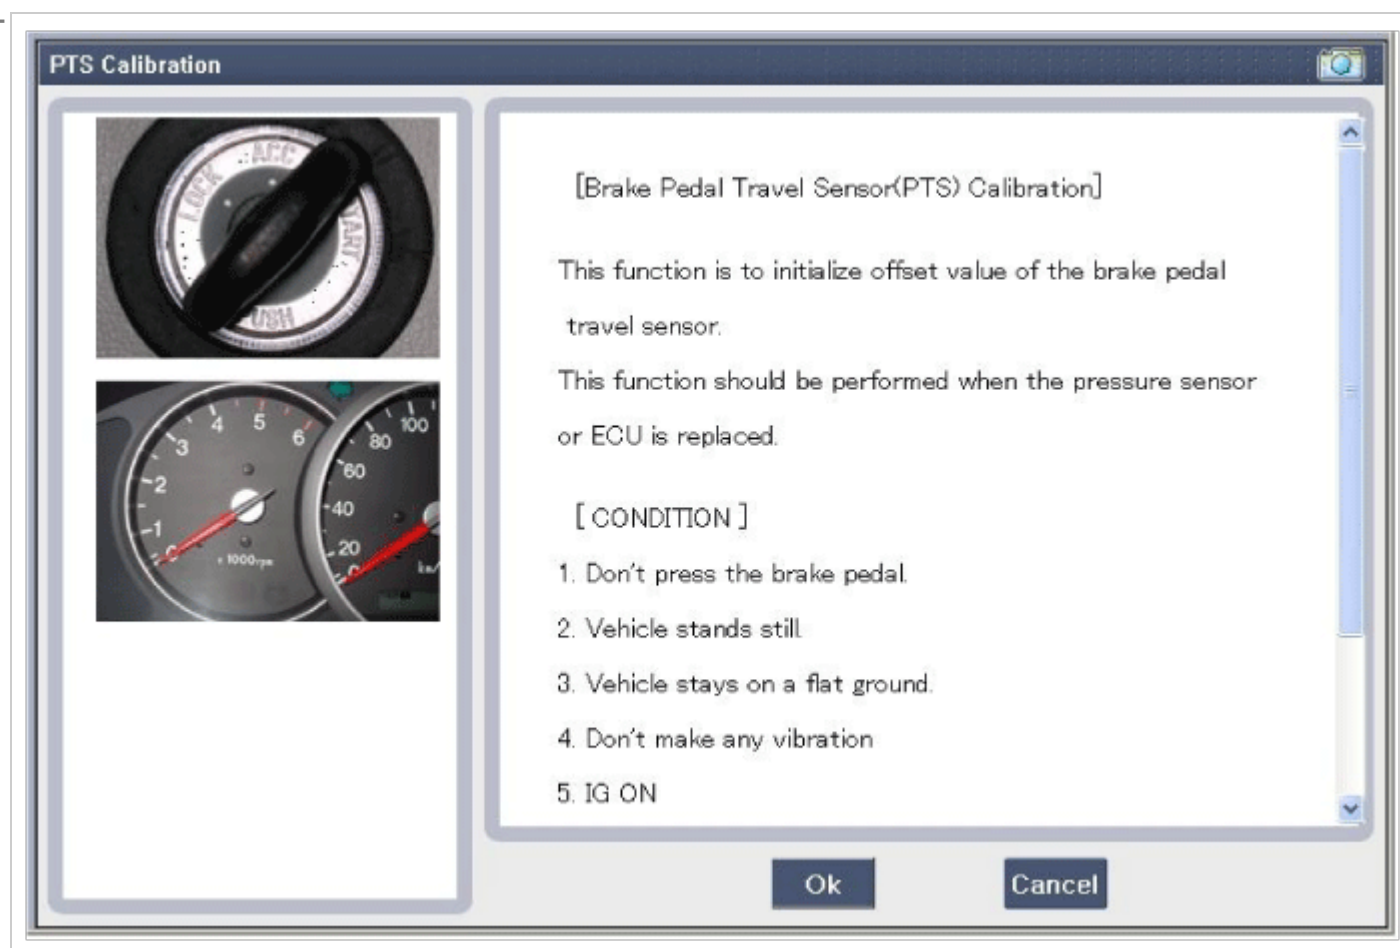 PTS Calibration
LOCK
ACC
START
PUSH
1
2
3
4
5
6
0
x 1000rpm
0
20
40
60
80
100
km/
[Brake Pedal Travel Sensor(PTS) Calibration]
This function is to initialize offset value of the brake pedal
travel sensor.
This function should be performed when the pressure sensor
or ECU is replaced.
[ CONDITION ]
1. Don't press the brake pedal.
2. Vehicle stands still.
3. Vehicle stays on a flat ground.
4. Don't make any vibration
5. IG ON
Ok
Cancel